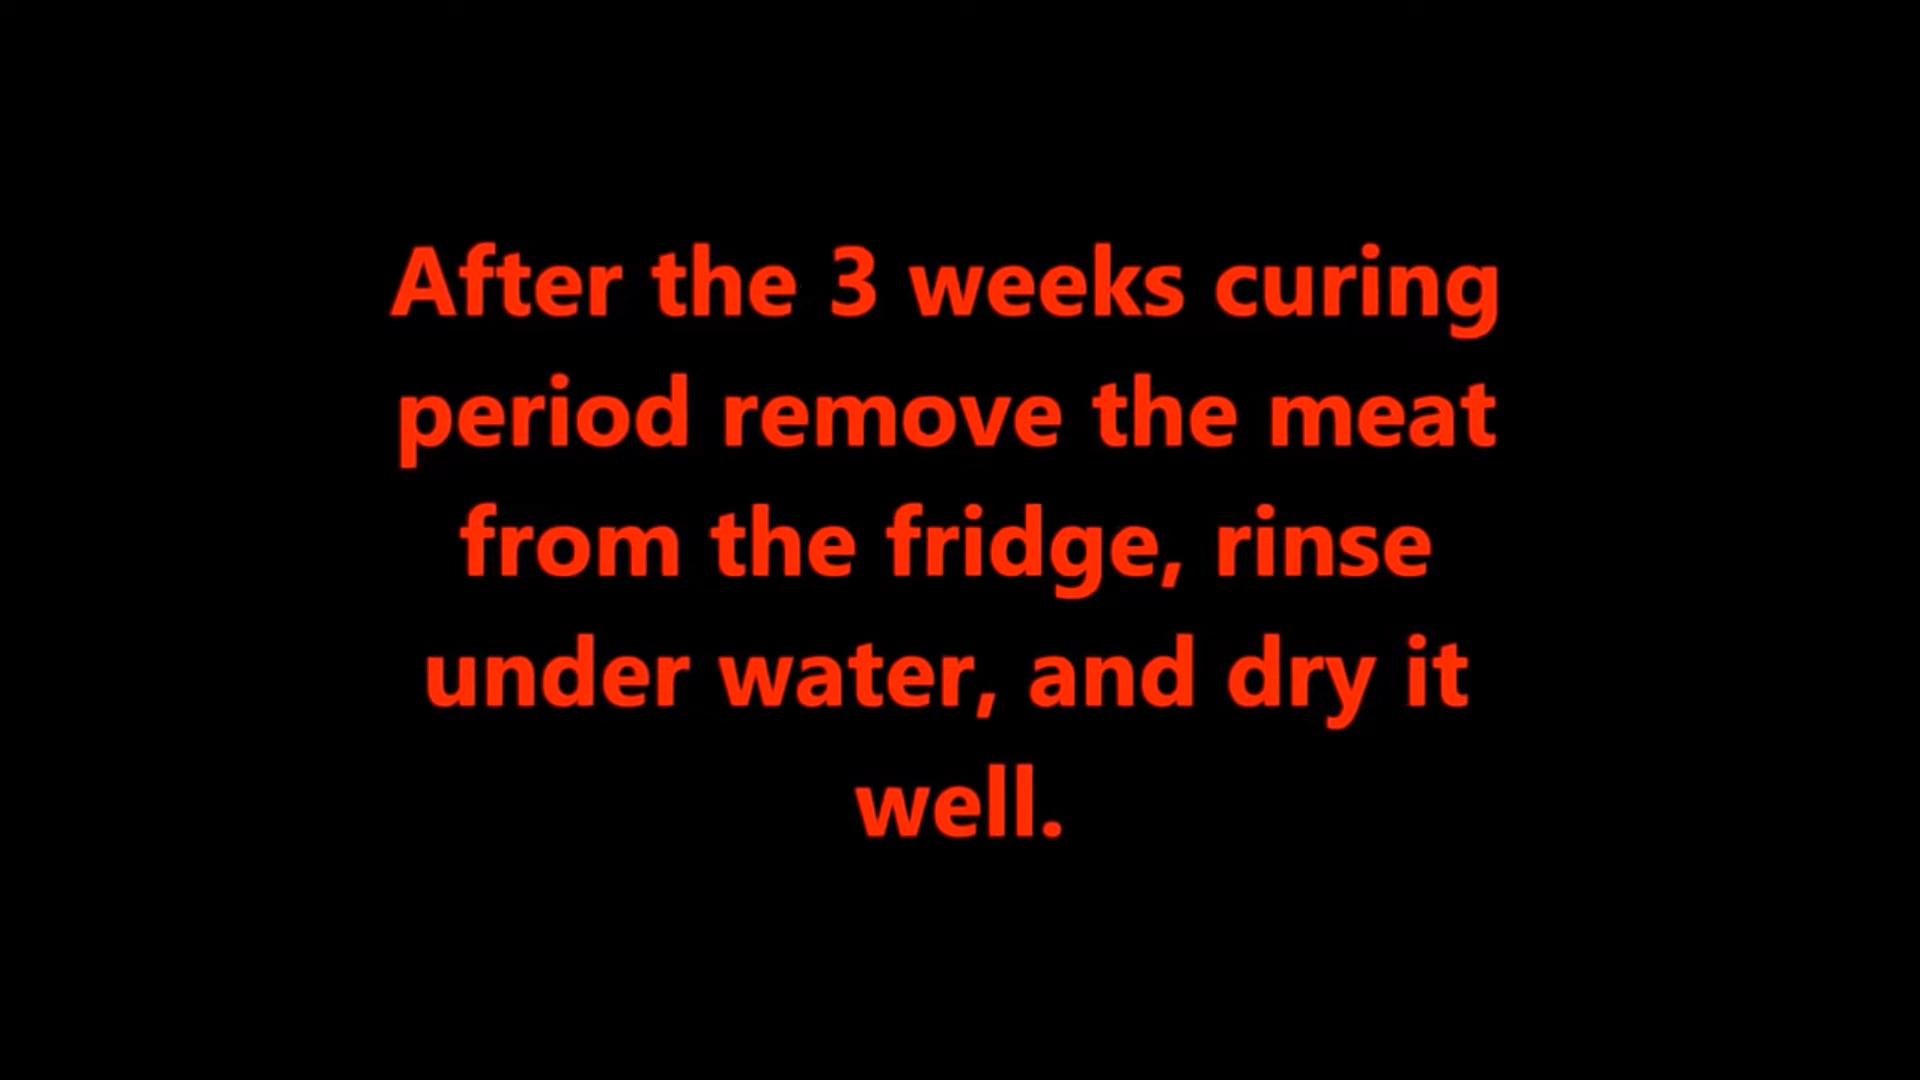 After the 3 weeks curing
period remove the meat
from the fridge, rinse
under water, and dry it
well.